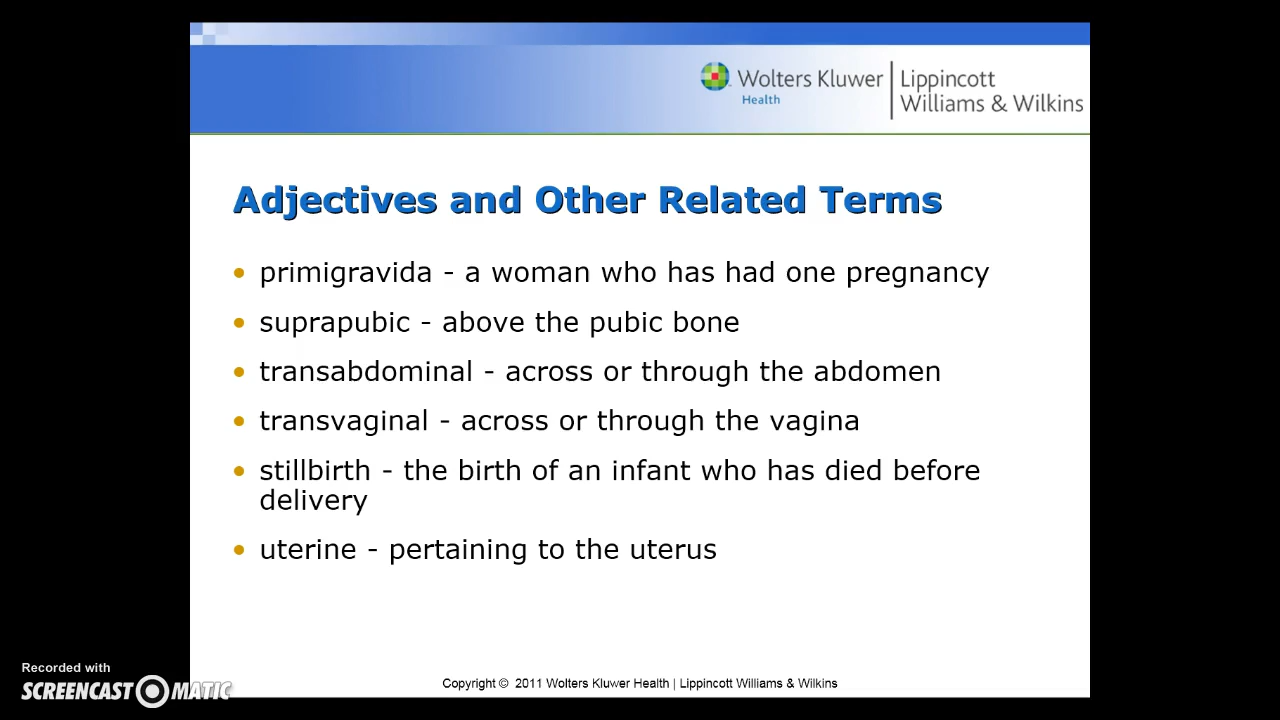 Wolters Kluwer
Health
Lippincott
Williams & Wilkins
Adjectives and Other Related Terms
• primigravida - a woman who has had one pregnancy
• suprapubic - above the pubic bone
• transabdominal - across or through the abdomen
• transvaginal - across or through the vagina
• stillbirth - the birth of an infant who has died before
delivery
• uterine - pertaining to the uterus
Recorded with
SCREENCAST-O-MATIC
Copyright © 2011 Wolters Kluwer Health | Lippincott Williams & Wilkins